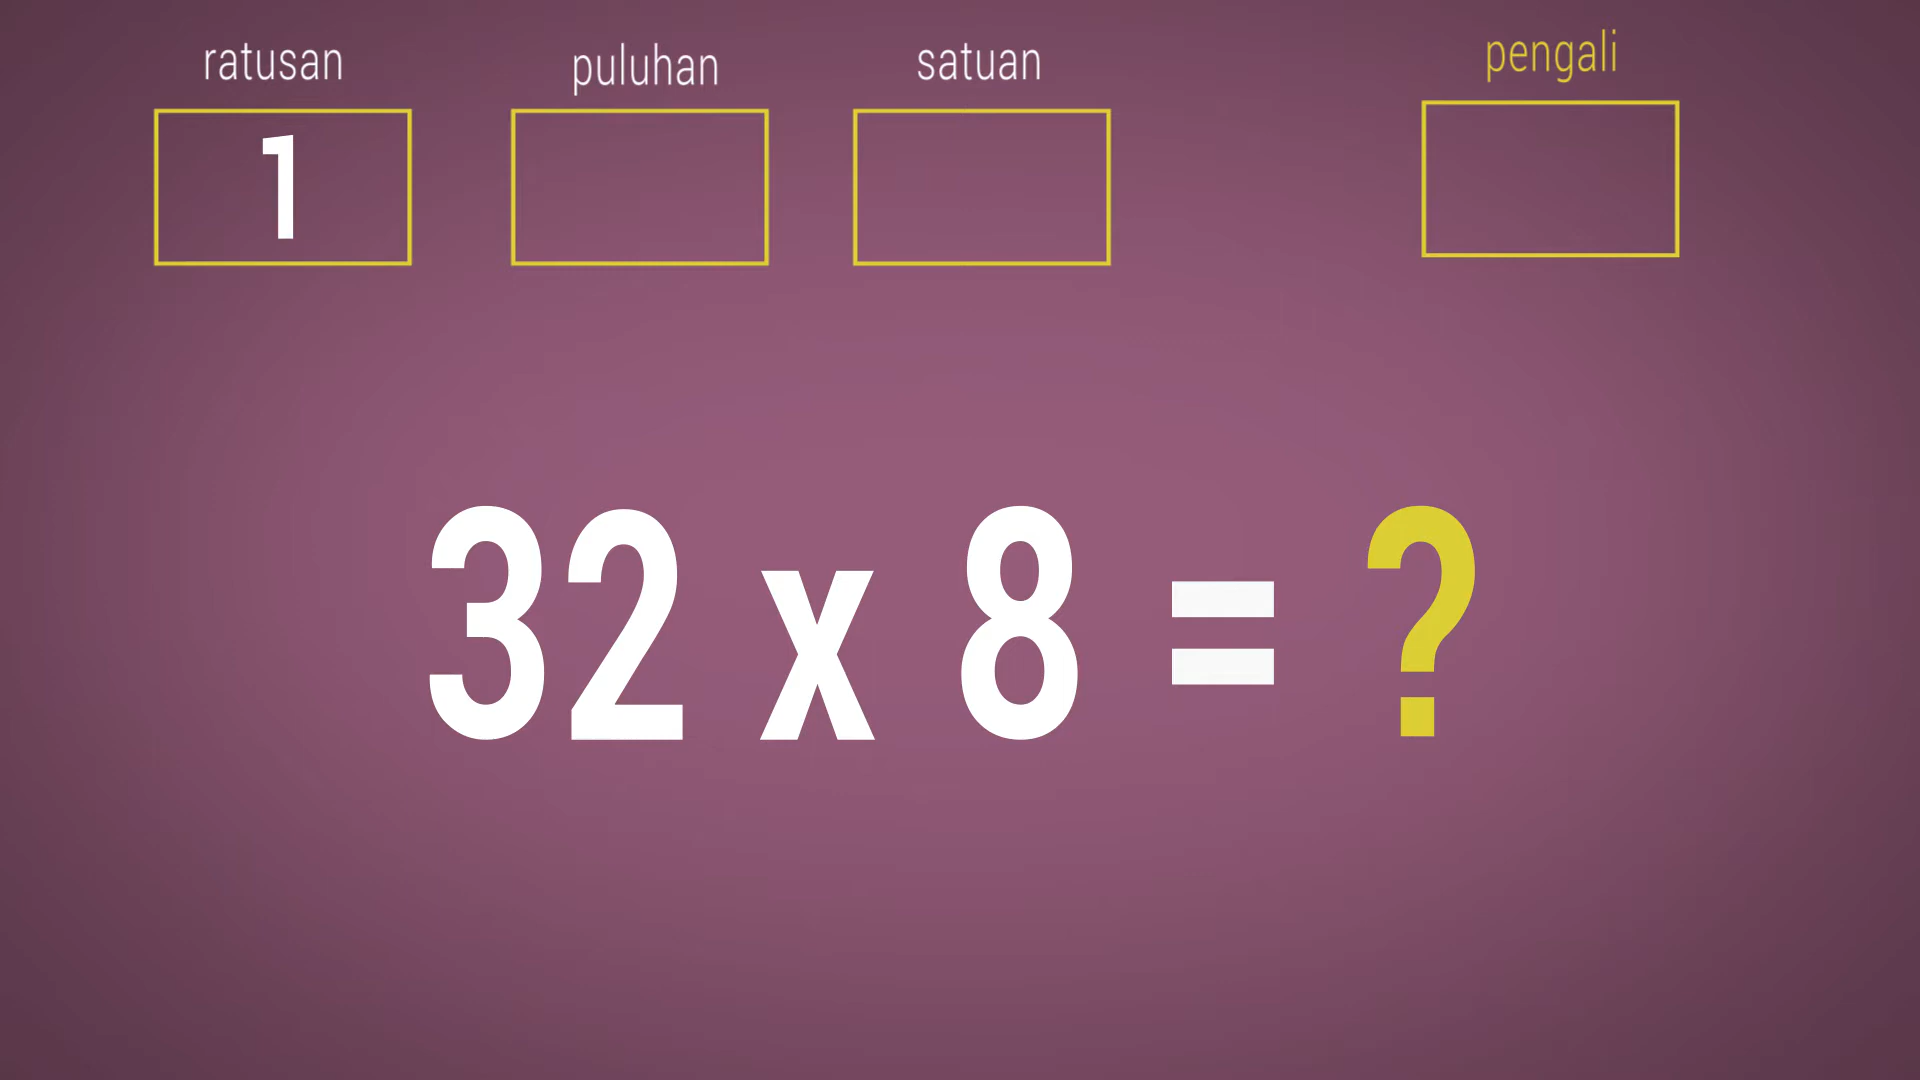 ratusan puluhan satuan pengali
1
32 x 8 = ?